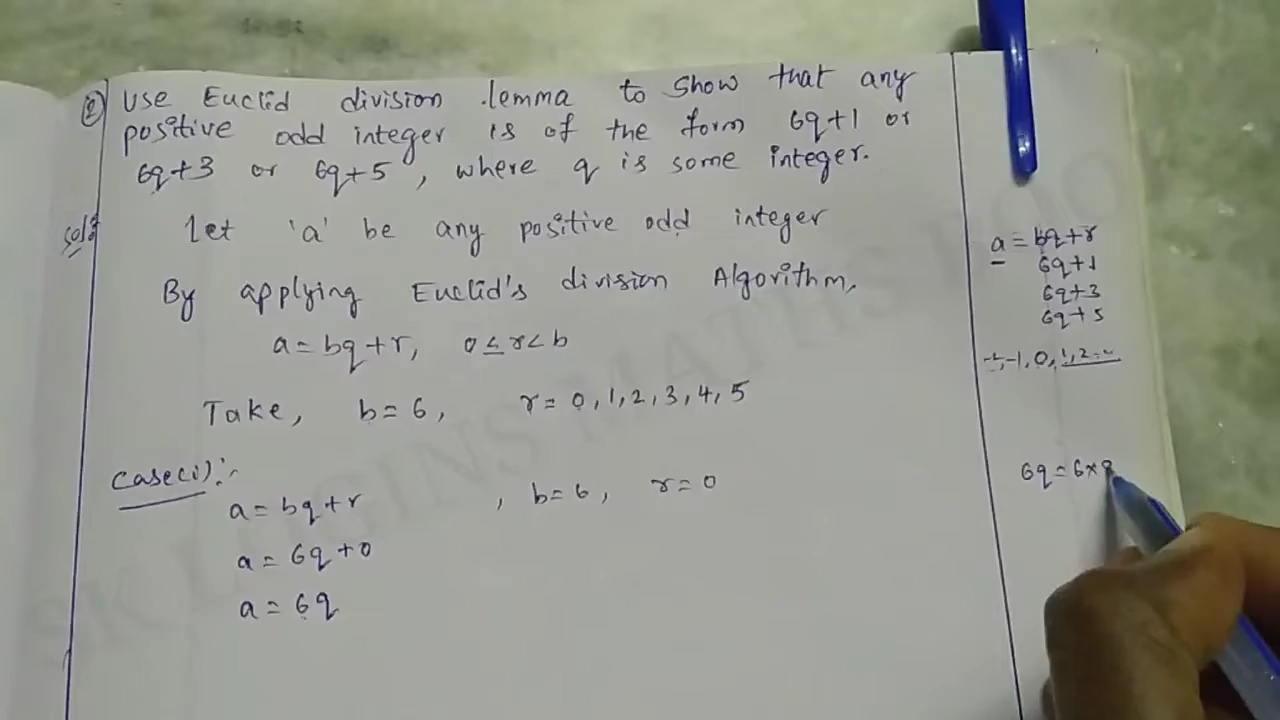 ② Use Euclid division lemma to show that any
positive odd integer is of the form 6q+1 or
6q+3 or 6q+5, where q is some integer.
Sol:
Let 'a' be any positive odd integer
By applying Euclid's division Algorithm,
a = bq+r, 0 ≤ r < b
Take, b = 6, r = 0, 1, 2, 3, 4, 5
Case(i):-
a = bq+r , b = 6, r = 0
a = 6q+0
a = 6q
a = bq+r
6q+1
6q+3
6q+5
-1, 0, 1, 2
6q = 6×
SK LOGINS MATHS